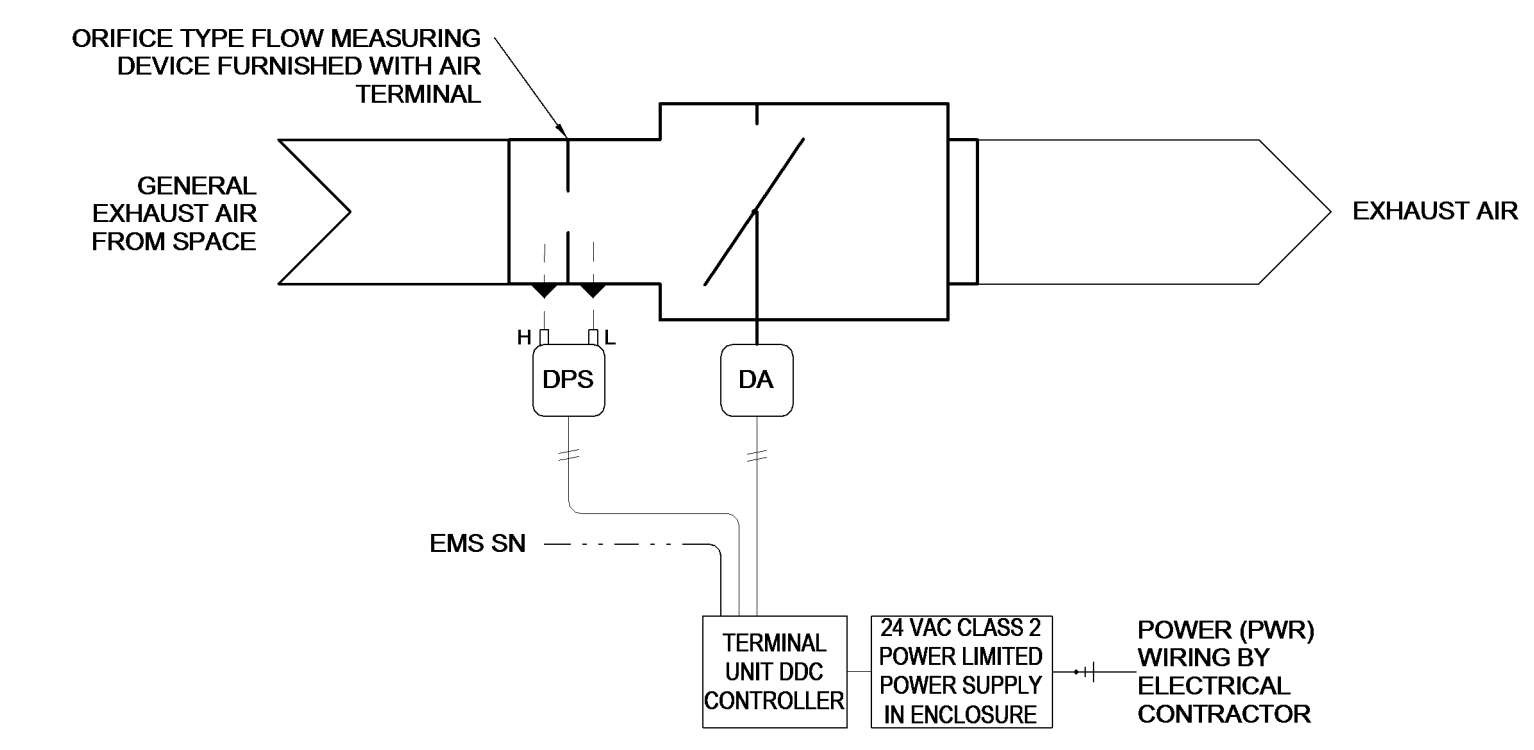 ORIFICE TYPE FLOW MEASURING
DEVICE FURNISHED WITH AIR
TERMINAL
GENERAL
EXHAUST AIR
FROM SPACE
EXHAUST AIR
H
L
DPS
DA
EMS SN
TERMINAL
UNIT DDC
CONTROLLER
24 VAC CLASS 2
POWER LIMITED
POWER SUPPLY
IN ENCLOSURE
POWER (PWR)
WIRING BY
ELECTRICAL
CONTRACTOR